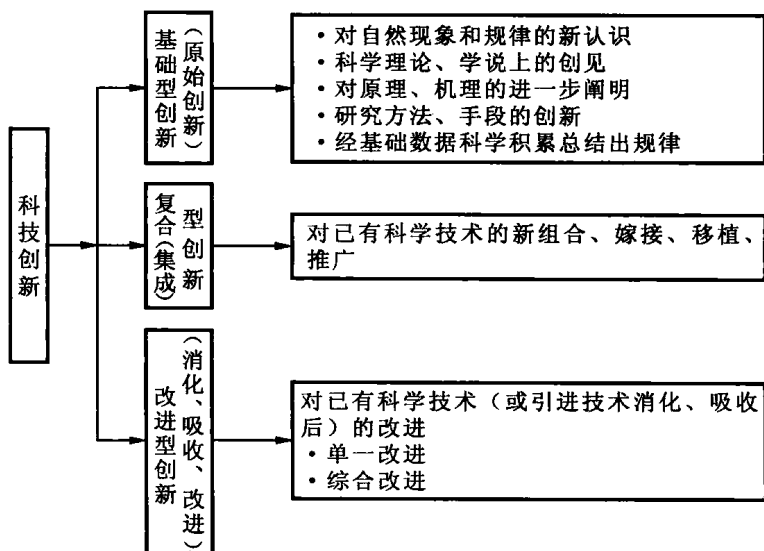 科技创新
基础型创新
（原始创新）
·对自然现象和规律的新认识
·科学理论、学说上的创见
·对原理、机理的进一步阐明
·研究方法、手段的创新
·经基础数据科学积累总结出规律
复合（集成）
型创新
对已有科学技术的新组合、嫁接、移植、
推广
改进型创新
（消化、吸收、改进）
对已有科学技术（或引进技术消化、吸收
后）的改进
·单一改进
·综合改进